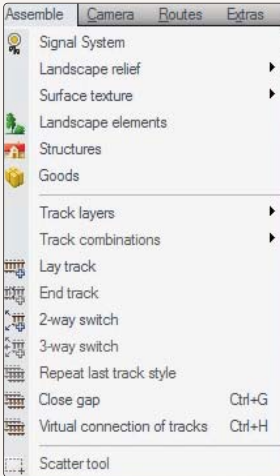 Assemble Camera Routes Extras
Signal System
Landscape relief
Surface texture
Landscape elements
Structures
Goods
Track layers
Track combinations
Lay track
End track
2-way switch
3-way switch
Repeat last track style
Close gap Ctrl+G
Virtual connection of tracks Ctrl+H
Scatter tool